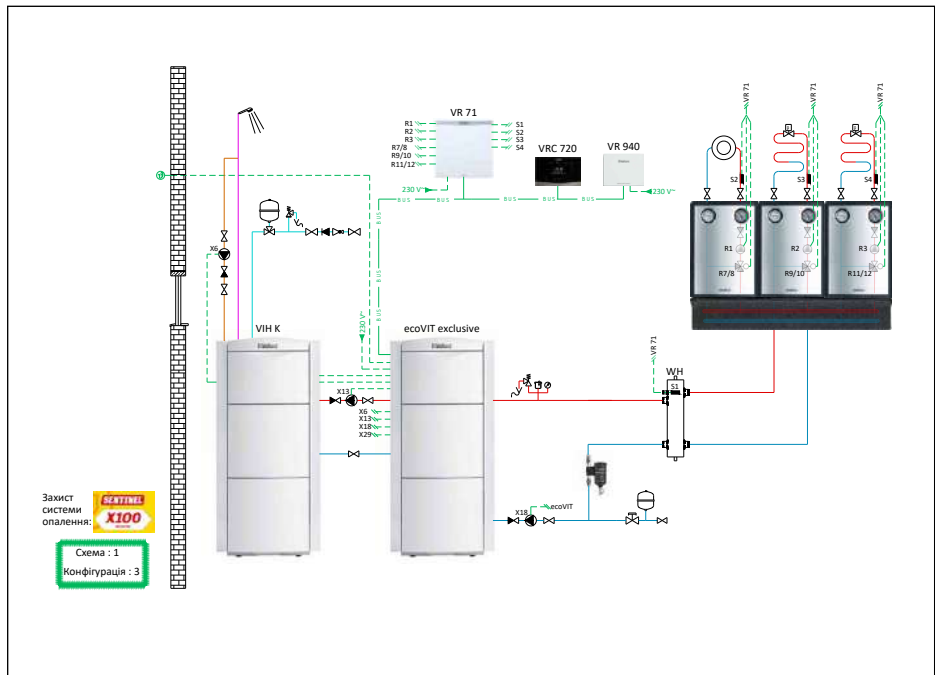 VR 71
R1
R2
R3
R7/8
R9/10
R11/12
S1
S2
S3
S4
VRC 720
VR 940
230 V~
230 V~
BUS
BUS
BUS
BUS
BUS
BUS
BUS
VR 71
VR 71
VR 71
S2
S3
S4
R1
R2
R3
R7/8
R9/10
R11/12
X6
230 V~
VIH K
ecoVIT exclusive
Vaillant
Vaillant
X13
X6
X13
X18
X29
VR 71
WH
S1
X18
ecoVIT
Захист
системи
опалення:
SENTINEL
X100
Схема : 1
Конфігурація : 3